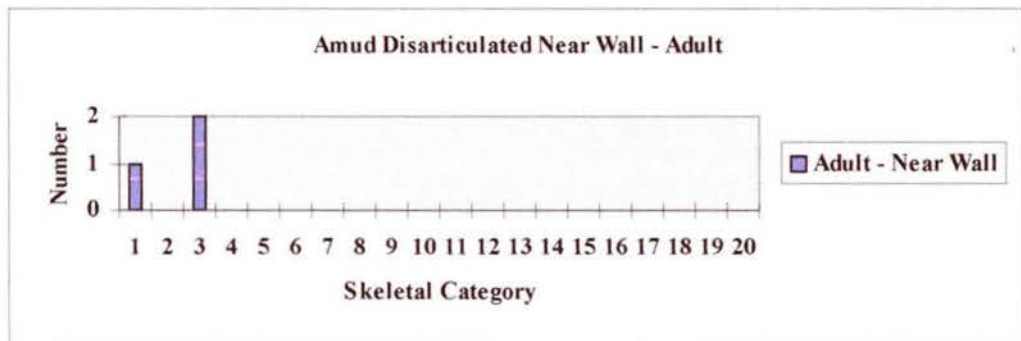 Amud Disarticulated Near Wall - Adult
Number
2
1
0
1 2 3 4 5 6 7 8 9 10 11 12 13 14 15 16 17 18 19 20
Skeletal Category
Adult - Near Wall